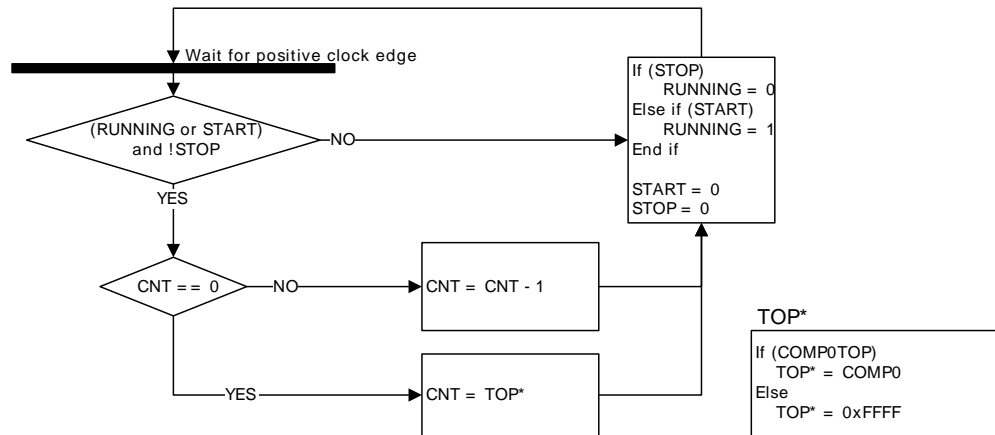 Wait for positive clock edge
If (STOP)
RUNNING = 0
Else if (START)
RUNNING = 1
End if
START = 0
STOP = 0
(RUNNING or START)
and !STOP
NO
YES
CNT == 0
NO
CNT = CNT - 1
YES
CNT = TOP*
TOP*
If (COMP0TOP)
TOP* = COMP0
Else
TOP* = 0xFFFF